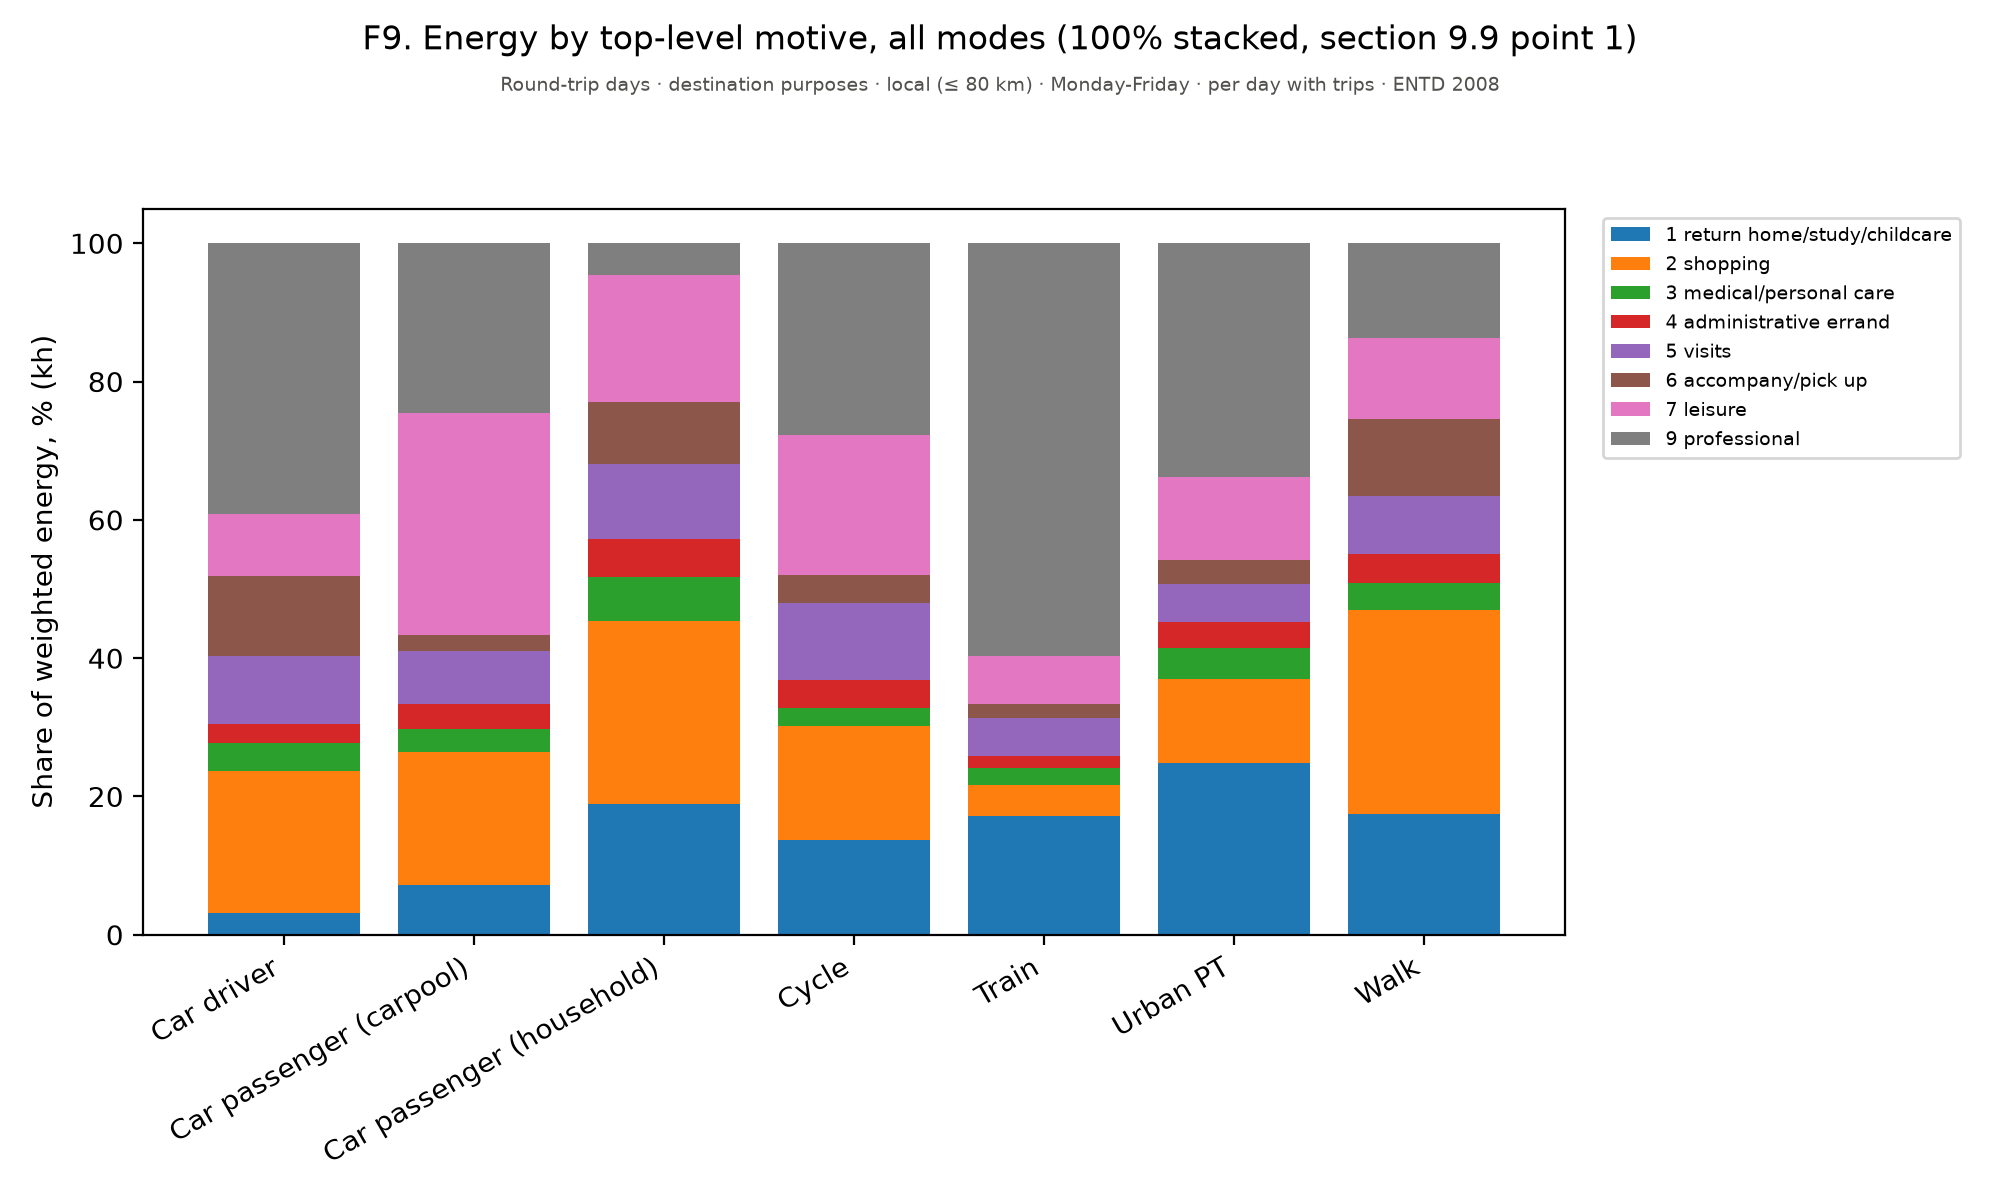 F9. Energy by top-level motive, all modes (100% stacked, section 9.9 point 1)
Round-trip days · destination purposes · local (≤ 80 km) · Monday-Friday · per day with trips · ENTD 2008
Share of weighted energy, % (kh)
100
80
60
40
20
0
Car driver
Car passenger (carpool)
Car passenger (household)
Cycle
Train
Urban PT
Walk
1 return home/study/childcare
2 shopping
3 medical/personal care
4 administrative errand
5 visits
6 accompany/pick up
7 leisure
9 professional